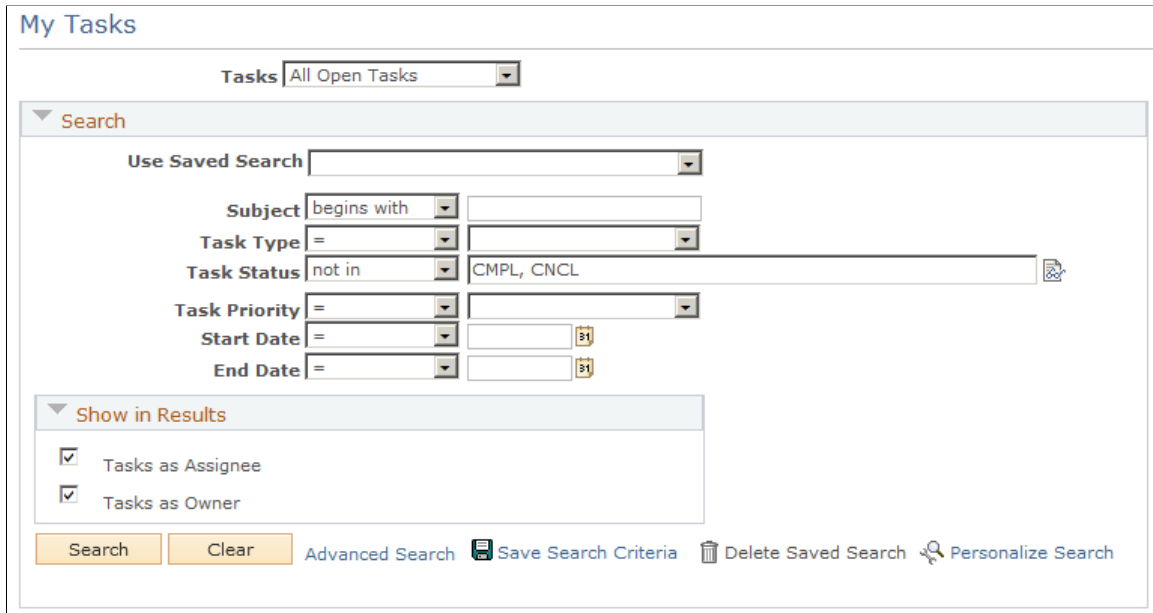 My Tasks
Tasks All Open Tasks
Search
Use Saved Search
Subject begins with
Task Type =
Task Status not in CMPL, CNCL
Task Priority =
Start Date = 31
End Date = 31
Show in Results
Tasks as Assignee
Tasks as Owner
Search Clear Advanced Search Save Search Criteria Delete Saved Search Personalize Search